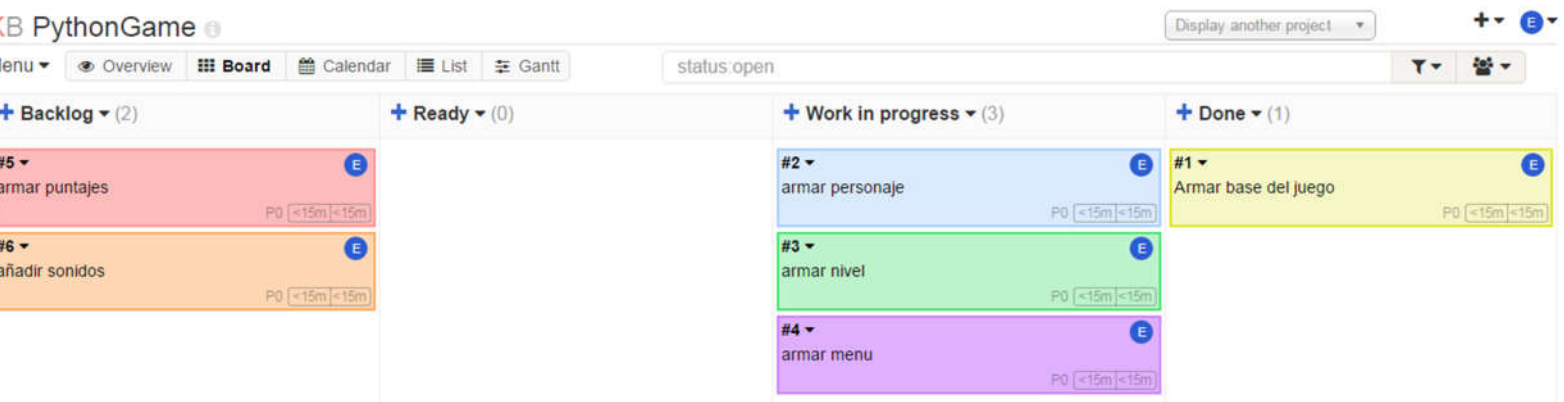 KB PythonGame
Menu Overview Board Calendar List Gantt
Display another project
E
status:open
Backlog (2)
#5
E
armar puntajes
P0 <15m <15m
#6
E
añadir sonidos
P0 <15m <15m
Ready (0)
Work in progress (3)
#2
E
armar personaje
P0 <15m <15m
#3
E
armar nivel
P0 <15m <15m
#4
E
armar menu
P0 <15m <15m
Done (1)
#1
E
Armar base del juego
P0 <15m <15m